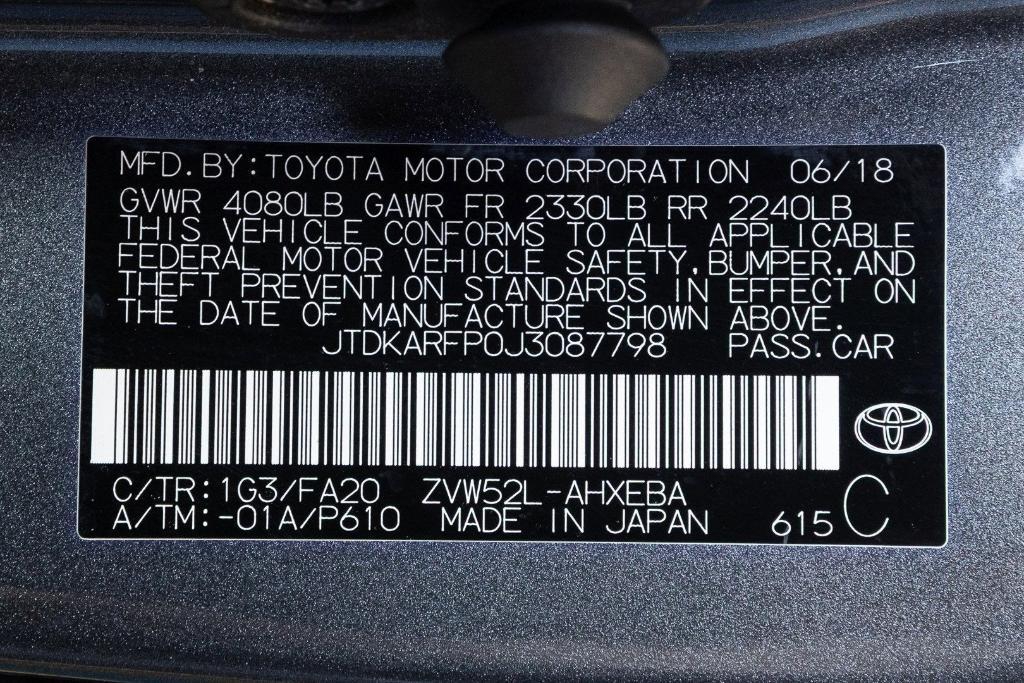 MFD.BY:TOYOTA MOTOR CORPORATION 06/18
GVWR 4080LB GAWR FR 2330LB RR 2240LB
THIS VEHICLE CONFORMS TO ALL APPLICABLE
FEDERAL MOTOR VEHICLE SAFETY,BUMPER,AND
THEFT PREVENTION STANDARDS IN EFFECT ON
THE DATE OF MANUFACTURE SHOWN ABOVE.
JTDKARFP0J3087798 PASS.CAR
C/TR:1G3/FA20 ZVW52L-AHXEBA
A/TM:-01A/P610 MADE IN JAPAN 615 C